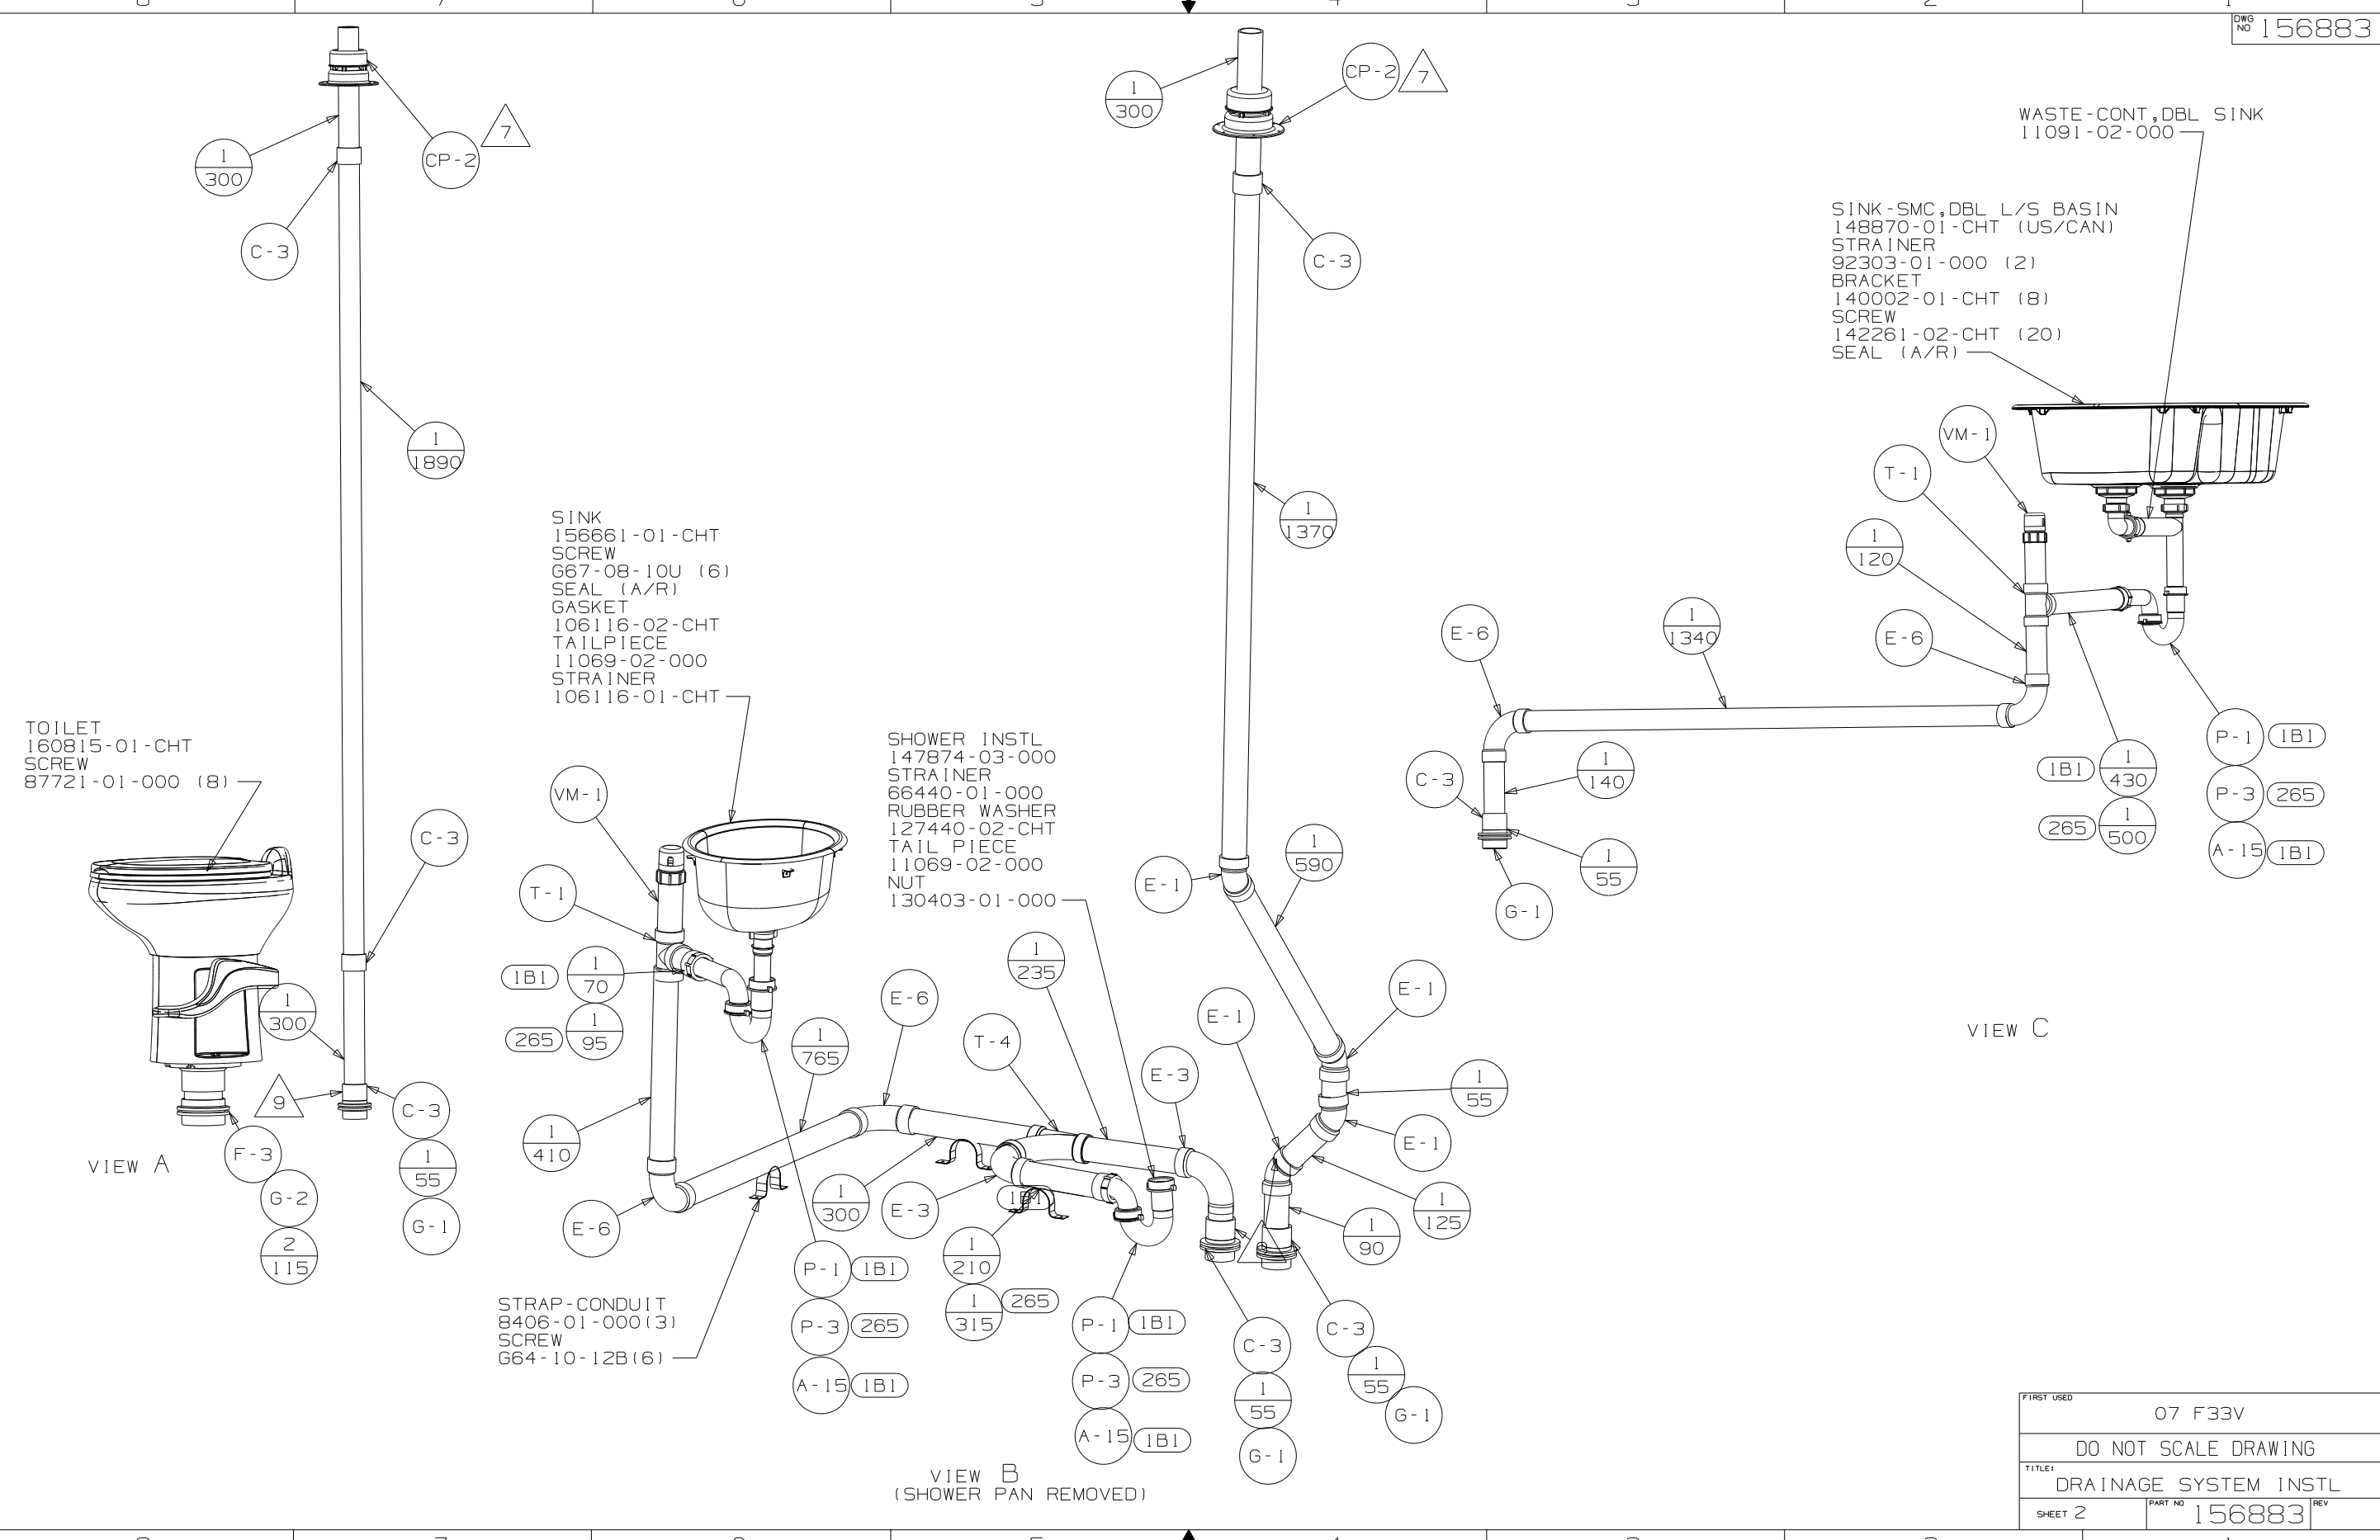 DWG NO 156883
1
300
CP-2
7
C-3
1
1890
TOILET
160815-01-CHT
SCREW
87721-01-000 (8)
C-3
1
300
9
C-3
1
55
G-1
F-3
G-2
2
115
VIEW A
SINK
156661-01-CHT
SCREW
G67-08-10U (6)
SEAL (A/R)
GASKET
106116-02-CHT
TAILPIECE
11069-02-000
STRAINER
106116-01-CHT
VM-1
T-1
1B1
1
70
265
1
95
1
410
E-6
1
765
E-6
1
300
STRAP-CONDUIT
8406-01-000(3)
SCREW
G64-10-12B(6)
P-1
1B1
P-3
265
A-15
1B1
SHOWER INSTL
147874-03-000
STRAINER
66440-01-000
RUBBER WASHER
127440-02-CHT
TAIL PIECE
11069-02-000
NUT
130403-01-000
1
235
T-4
E-3
E-3
1B1
1
210
1
315
265
P-1
1B1
P-3
265
A-15
1B1
C-3
1
55
G-1
1
300
CP-2
7
C-3
1
1370
E-1
1
590
E-1
E-1
1
55
E-1
1
125
1
90
C-3
1
55
G-1
VIEW B
(SHOWER PAN REMOVED)
WASTE-CONT,DBL SINK
11091-02-000
SINK-SMC,DBL L/S BASIN
148870-01-CHT (US/CAN)
STRAINER
92303-01-000 (2)
BRACKET
140002-01-CHT (8)
SCREW
142261-02-CHT (20)
SEAL (A/R)
VM-1
T-1
1
120
E-6
1
1340
E-6
C-3
1
140
1
55
G-1
1B1
1
430
265
1
500
P-1
1B1
P-3
265
A-15
1B1
VIEW C
FIRST USED
07 F33V
DO NOT SCALE DRAWING
TITLE:
DRAINAGE SYSTEM INSTL
SHEET 2
PART NO 156883
REV